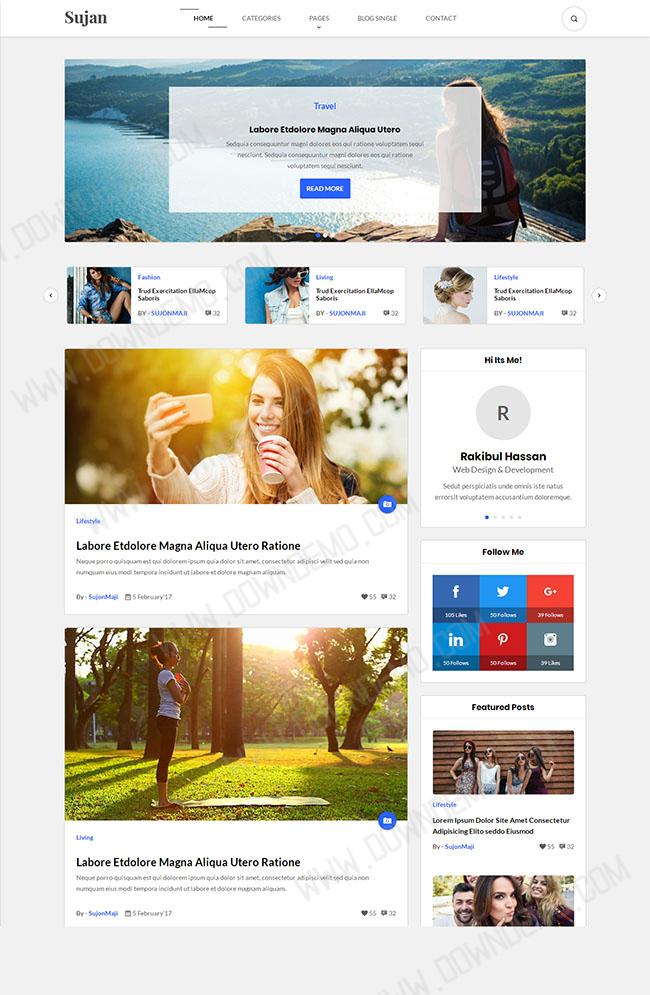 Sujan
HOME
CATEGORIES
PAGES
BLOG SINGLE
CONTACT
Travel
Labore Etdolore Magna Aliqua Utero
Sedquia consequuntur magni dolores eos qui ratione voluptatem sequi
nesciunt. Sedquia consequuntur magni dolores eos qui ratione
voluptatem sequi nesciunt.
READ MORE
Fashion
Trud Exercitation EllaMcop
Saboris
BY - SUJONMAJI
32
Living
Trud Exercitation EllaMcop
Saboris
BY - SUJONMAJI
32
Lifestyle
Trud Exercitation EllaMcop
Saboris
BY - SUJONMAJI
32
Lifestyle
Labore Etdolore Magna Aliqua Utero Ratione
Neque porro quisquam est qui dolorem ipsum quia dolor sit amet, consectetur adipisci velit sed quia non
numquam eius modi tempora incidunt ut labore et dolore magnam aliquam.
By - SujonMaji
5 February'17
55
32
Living
Labore Etdolore Magna Aliqua Utero Ratione
Neque porro quisquam est qui dolorem ipsum quia dolor sit amet, consectetur adipisci velit sed quia non
numquam eius modi tempora incidunt ut labore et dolore magnam aliquam.
By - SujonMaji
5 February'17
55
32
Hi Its Me!
R
Rakibul Hassan
Web Design & Development
Sedut perspiciatis unde omnis iste natus
errorsit voluptatem accusantium doloremque.
Follow Me
105 Likes
50 Follows
39 Follows
50 Follows
50 Follows
39 Likes
Featured Posts
Lifestyle
Lorem Ipsum Dolor Site Amet Consectetur
Adipisicing Elito seddo Eiusmod
By - SujonMaji
55
32
WWW.DOWNDEMO.COM